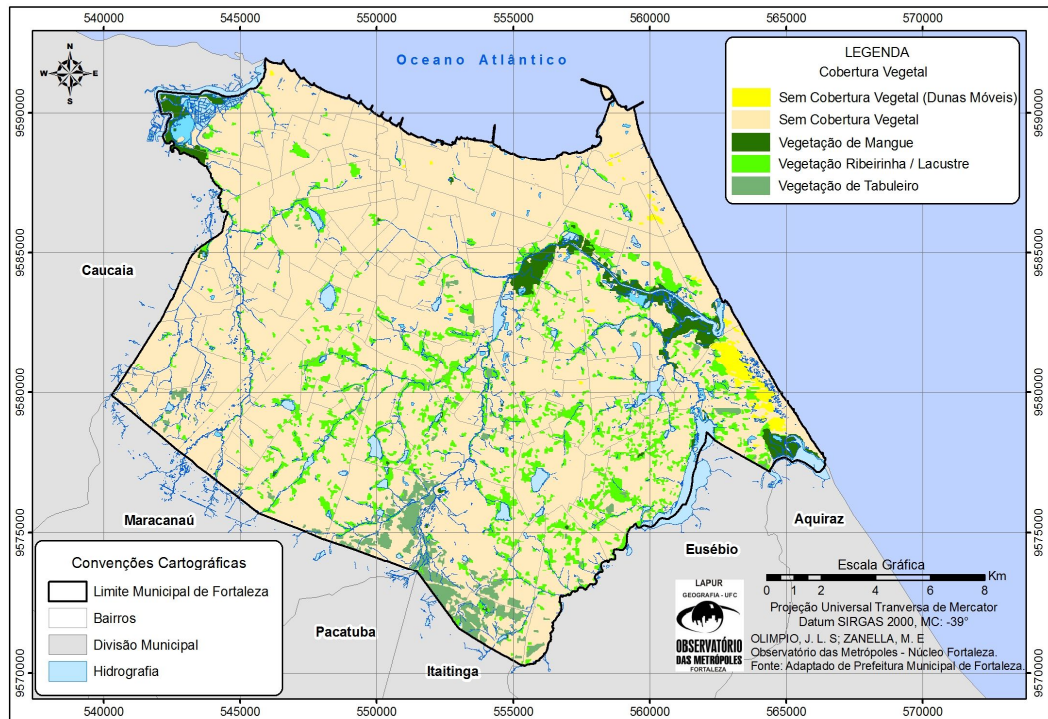 540000 545000 550000 555000 560000 565000 570000
Oceano Atlântico
N
W E
S
LEGENDA
Cobertura Vegetal
Sem Cobertura Vegetal (Dunas Móveis)
Sem Cobertura Vegetal
Vegetação de Mangue
Vegetação Ribeirinha / Lacustre
Vegetação de Tabuleiro
9590000 9590000
9585000 9585000
Caucaia
9580000 9580000
Maracanaú
9575000 9575000
Aquiraz
Eusébio
Pacatuba
Itaitinga
9570000 9570000
Convenções Cartográficas
Limite Municipal de Fortaleza
Bairros
Divisão Municipal
Hidrografia
LAPUR
GEOGRAFIA - UFC
OBSERVATÓRIO
DAS METRÓPOLES
FORTALEZA
Escala Gráfica
0 1 2 4 6 8 Km
Projeção Universal Tranversa de Mercator
Datum SIRGAS 2000, MC: -39°
OLIMPIO, J. L. S; ZANELLA, M. E
Observatório das Metrópoles - Núcleo Fortaleza.
Fonte: Adaptado de Prefeitura Municipal de Fortaleza.
540000 545000 550000 555000 560000 565000 570000